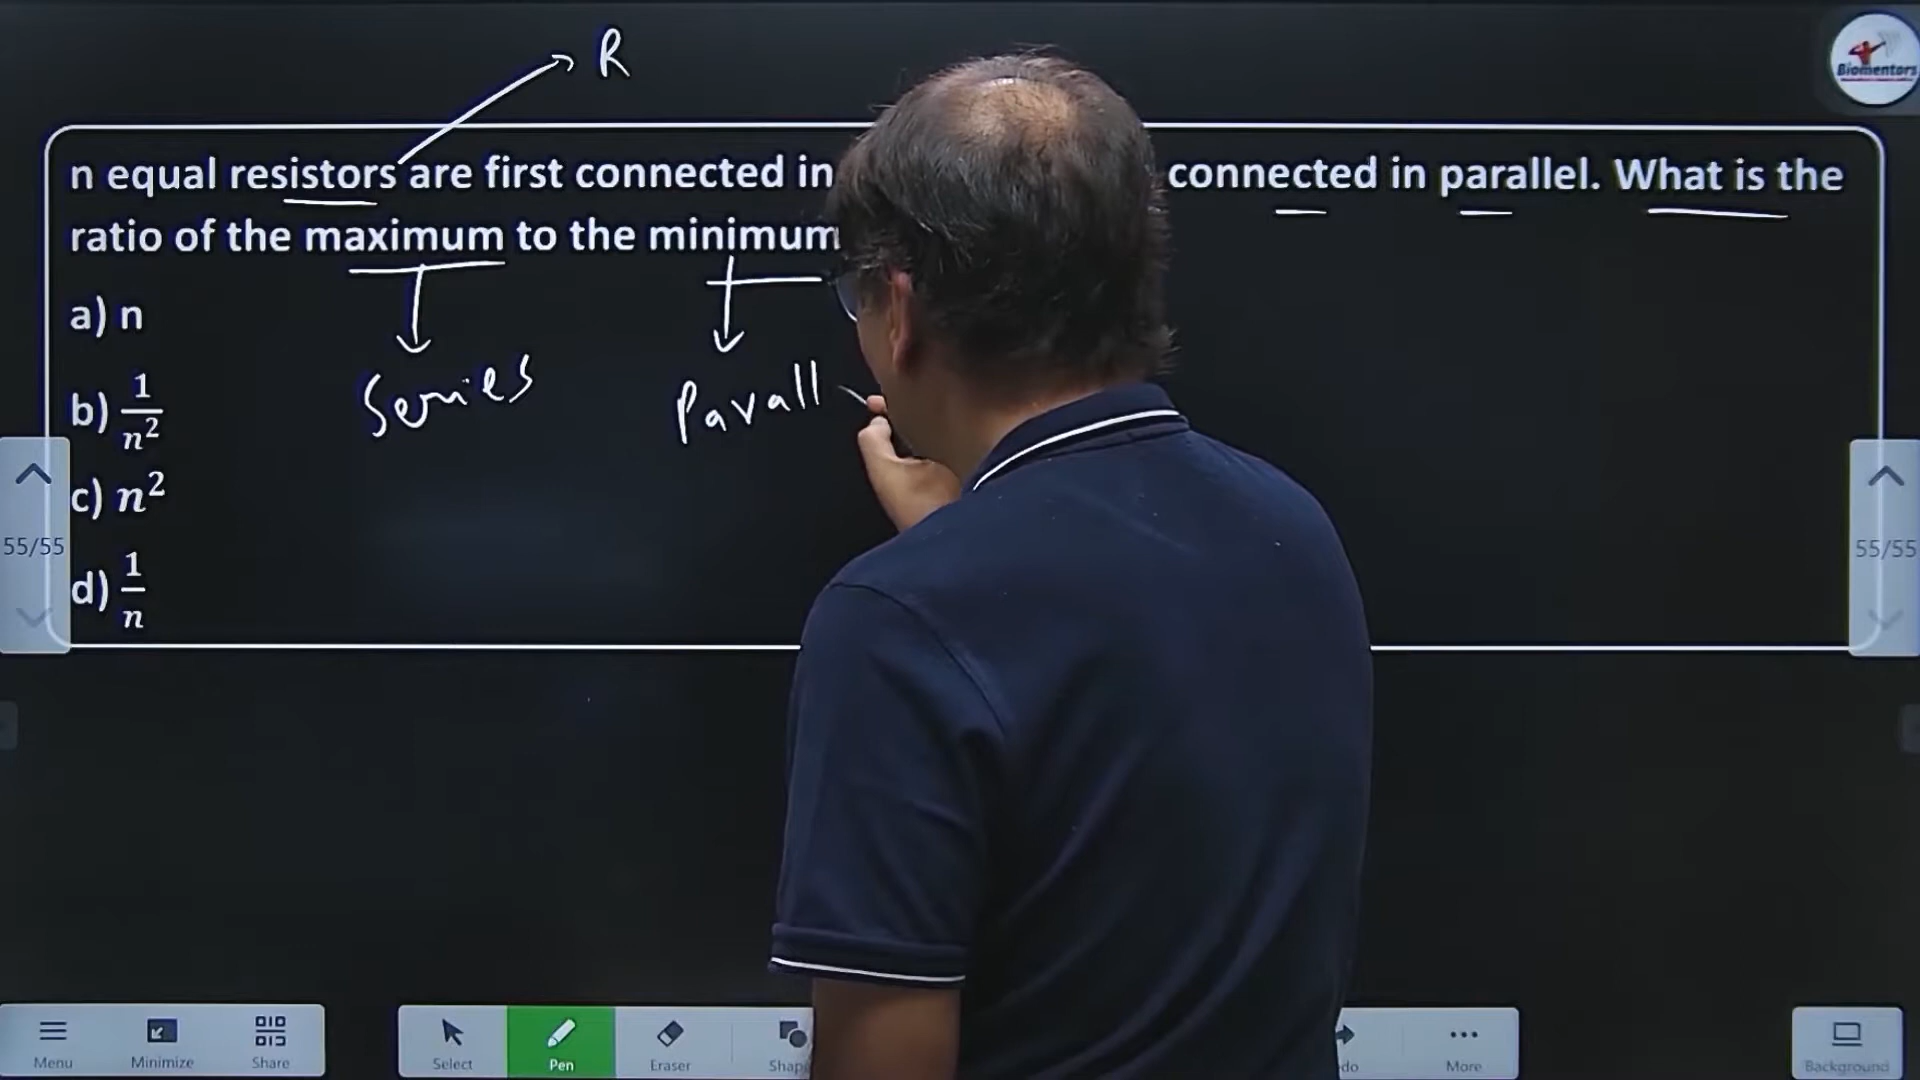 R
Biomentors
n equal resistors are first connected in connected in parallel. What is the
ratio of the maximum to the minimum
a) n
Series
Parall
b) 1/n²
c) n²
55/55
55/55
d) 1/n
Menu
Minimize
Share
Select
Pen
Eraser
More
Background